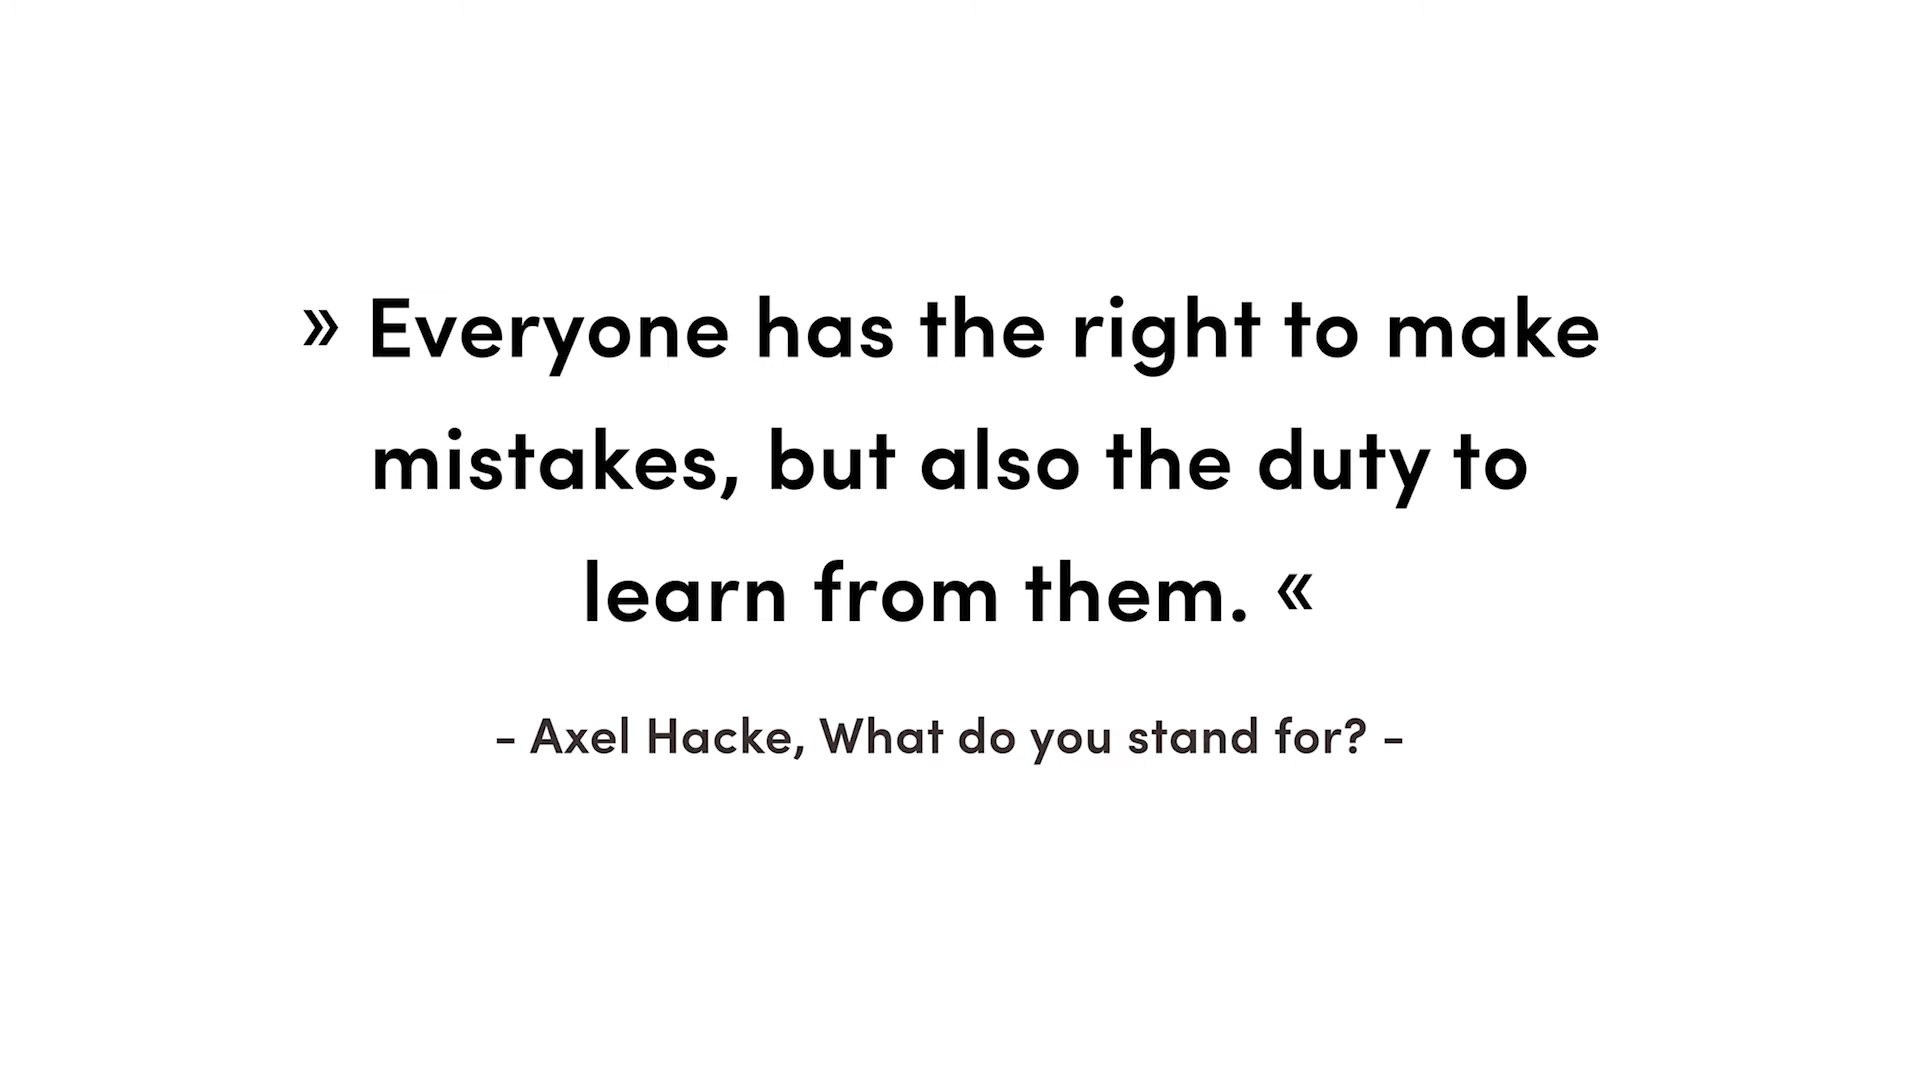 » Everyone has the right to make
mistakes, but also the duty to
learn from them. «
- Axel Hacke, What do you stand for? -